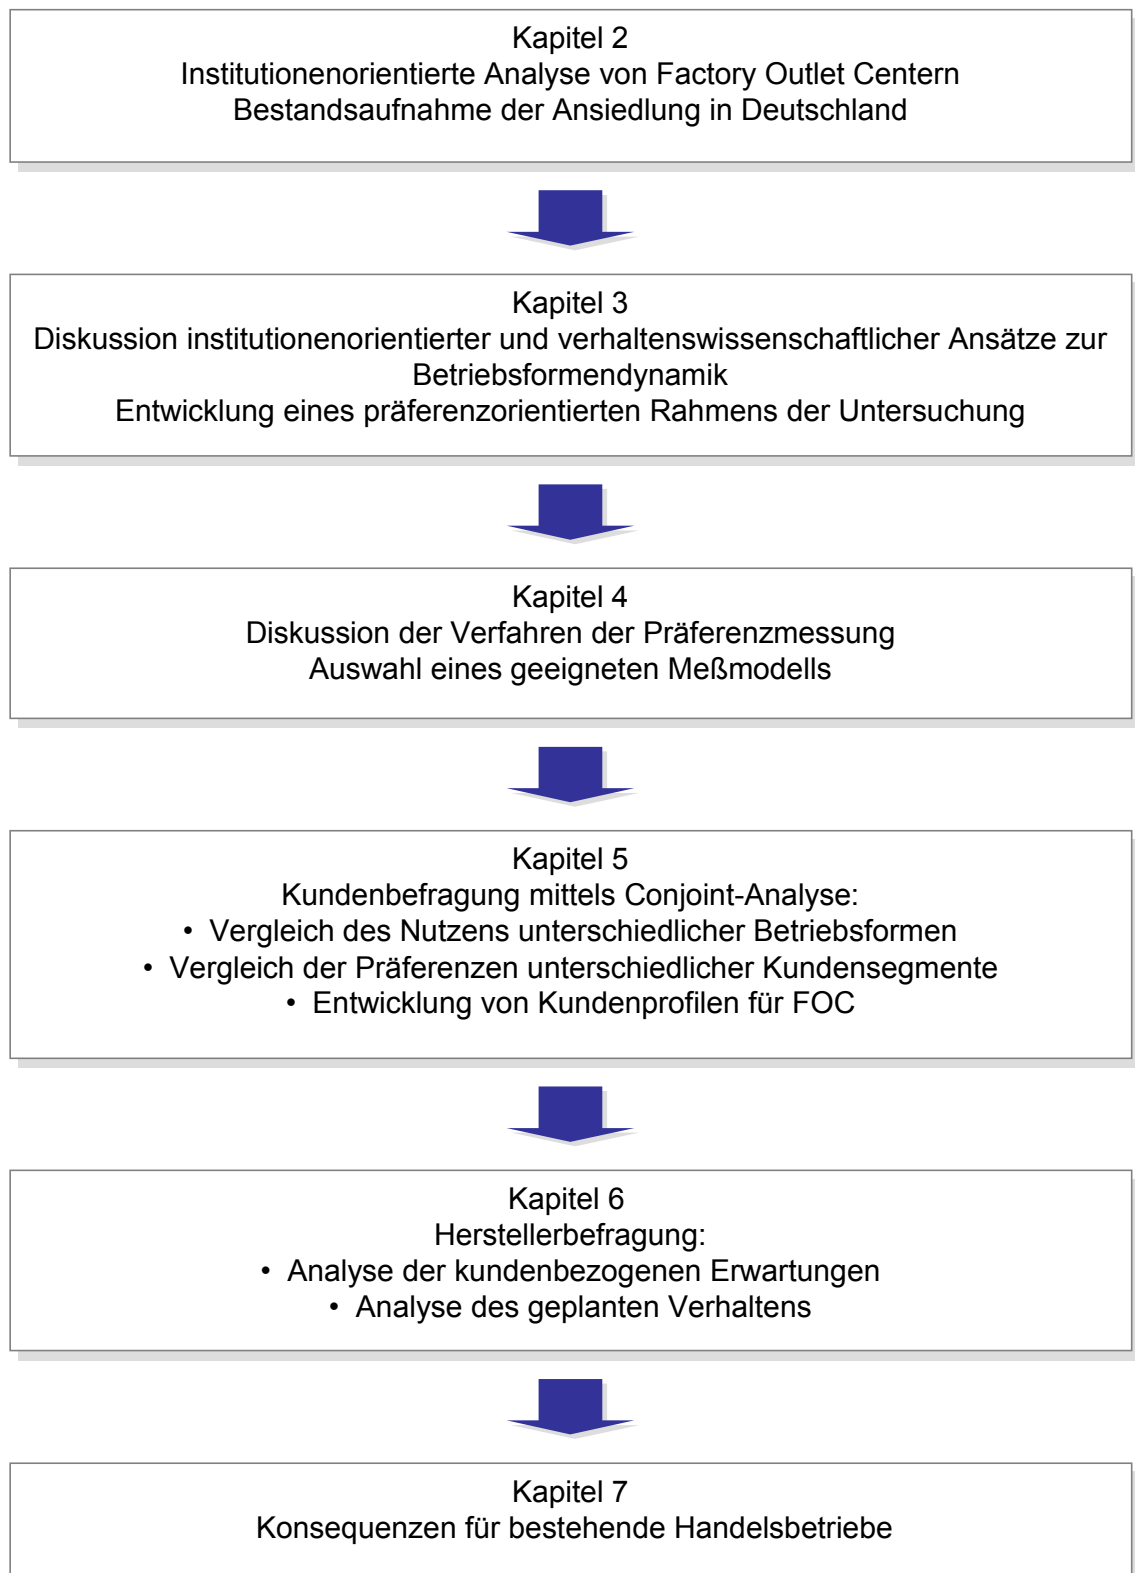 Kapitel 2
Institutionenorientierte Analyse von Factory Outlet Centern
Bestandsaufnahme der Ansiedlung in Deutschland
Kapitel 3
Diskussion institutionenorientierter und verhaltenswissenschaftlicher Ansätze zur
Betriebsformendynamik
Entwicklung eines präferenzorientierten Rahmens der Untersuchung
Kapitel 4
Diskussion der Verfahren der Präferenzmessung
Auswahl eines geeigneten Meßmodells
Kapitel 5
Kundenbefragung mittels Conjoint-Analyse:
• Vergleich des Nutzens unterschiedlicher Betriebsformen
• Vergleich der Präferenzen unterschiedlicher Kundensegmente
• Entwicklung von Kundenprofilen für FOC
Kapitel 6
Herstellerbefragung:
• Analyse der kundenbezogenen Erwartungen
• Analyse des geplanten Verhaltens
Kapitel 7
Konsequenzen für bestehende Handelsbetriebe